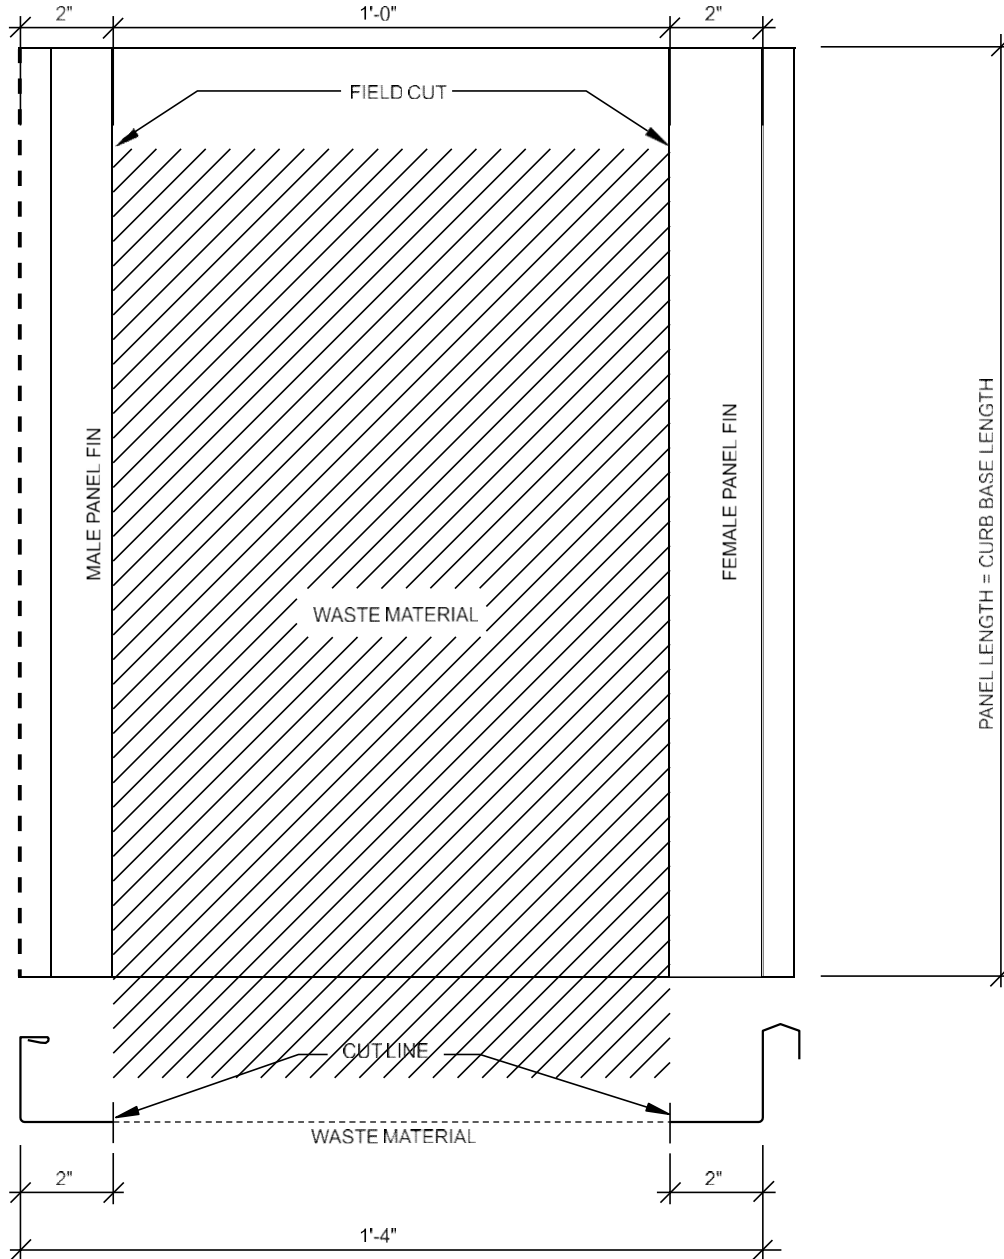 2" 1'-0" 2"
FIELD CUT
MALE PANEL FIN
FEMALE PANEL FIN
PANEL LENGTH = CURB BASE LENGTH
WASTE MATERIAL
CUT LINE
WASTE MATERIAL
2" 2"
1'-4"